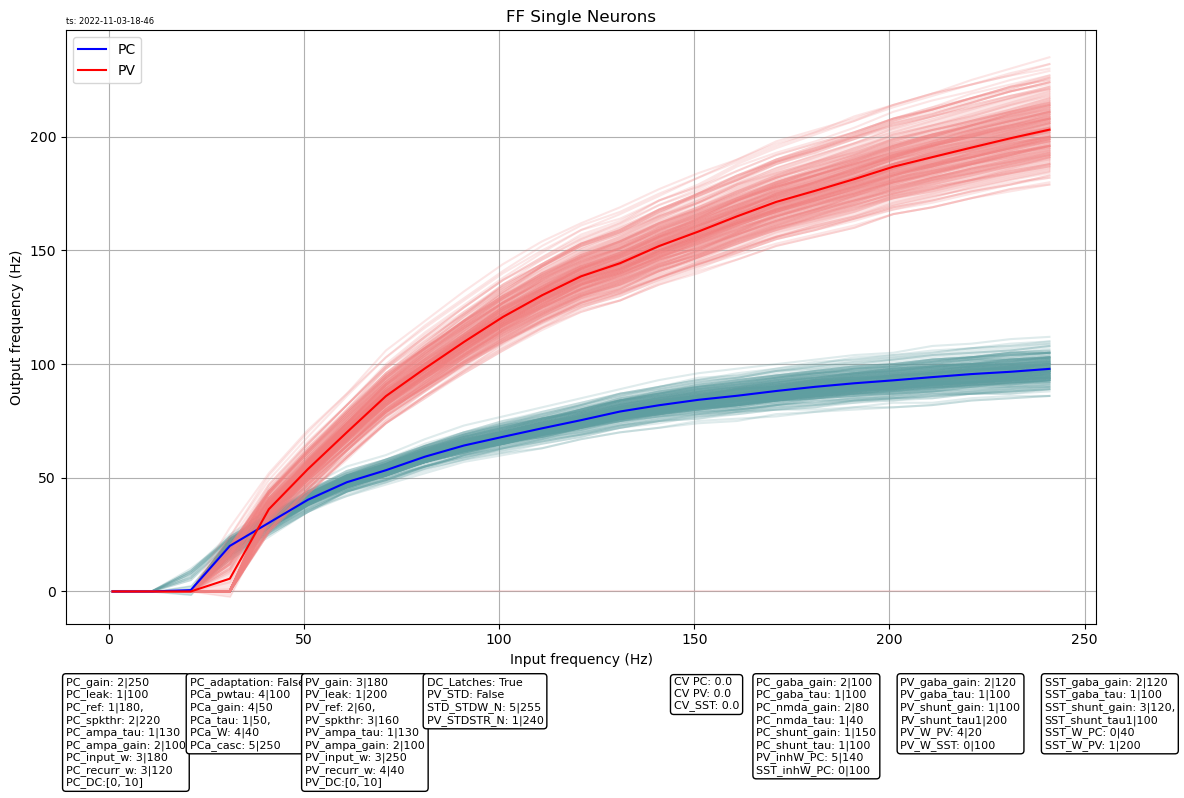 ts: 2022-11-03-18-46
FF Single Neurons
PC
PV
Output frequency (Hz)
200
150
100
50
0
0 50 100 150 200 250
Input frequency (Hz)
PC_gain: 2|250
PC_leak: 1|100
PC_ref: 1|180,
PC_spkthr: 2|220
PC_ampa_tau: 1|130
PC_ampa_gain: 2|100
PC_input_w: 3|180
PC_recurr_w: 3|120
PC_DC:[0, 10]
PC_adaptation: False
PCa_pwtau: 4|100
PCa_gain: 4|50
PCa_tau: 1|50,
PCa_W: 4|40
PCa_casc: 5|250
PV_gain: 3|180
PV_leak: 1|200
PV_ref: 2|60,
PV_spkthr: 3|160
PV_ampa_tau: 1|130
PV_ampa_gain: 2|100
PV_input_w: 3|250
PV_recurr_w: 4|40
PV_DC:[0, 10]
DC_Latches: True
PV_STD: False
STD_STDW_N: 5|255
PV_STDSTR_N: 1|240
CV PC: 0.0
CV PV: 0.0
CV_SST: 0.0
PC_gaba_gain: 2|100
PC_gaba_tau: 1|100
PC_nmda_gain: 2|80
PC_nmda_tau: 1|40
PC_shunt_gain: 1|150
PC_shunt_tau: 1|100
PV_inhW_PC: 5|140
SST_inhW_PC: 0|100
PV_gaba_gain: 2|120
PV_gaba_tau: 1|100
PV_shunt_gain: 1|100
PV_shunt_tau1|200
PV_W_PV: 4|20
PV_W_SST: 0|100
SST_gaba_gain: 2|120
SST_gaba_tau: 1|100
SST_shunt_gain: 3|120,
SST_shunt_tau1|100
SST_W_PC: 0|40
SST_W_PV: 1|200